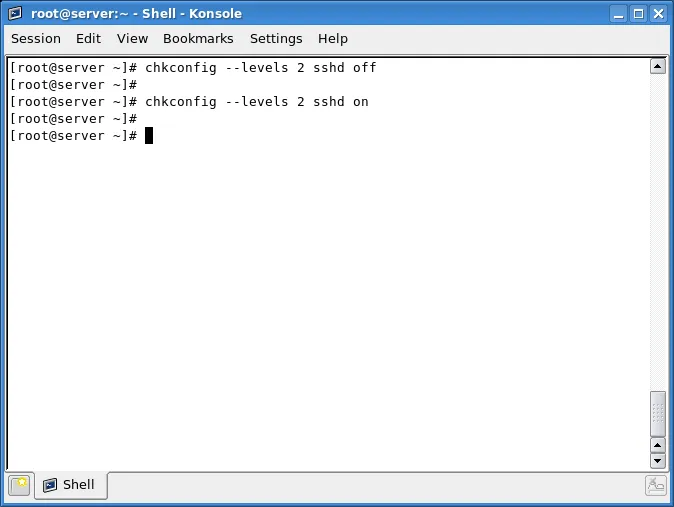 root@server:~ - Shell - Konsole
Session Edit View Bookmarks Settings Help
[root@server ~]# chkconfig --levels 2 sshd off
[root@server ~]#
[root@server ~]# chkconfig --levels 2 sshd on
[root@server ~]#
[root@server ~]#
Shell